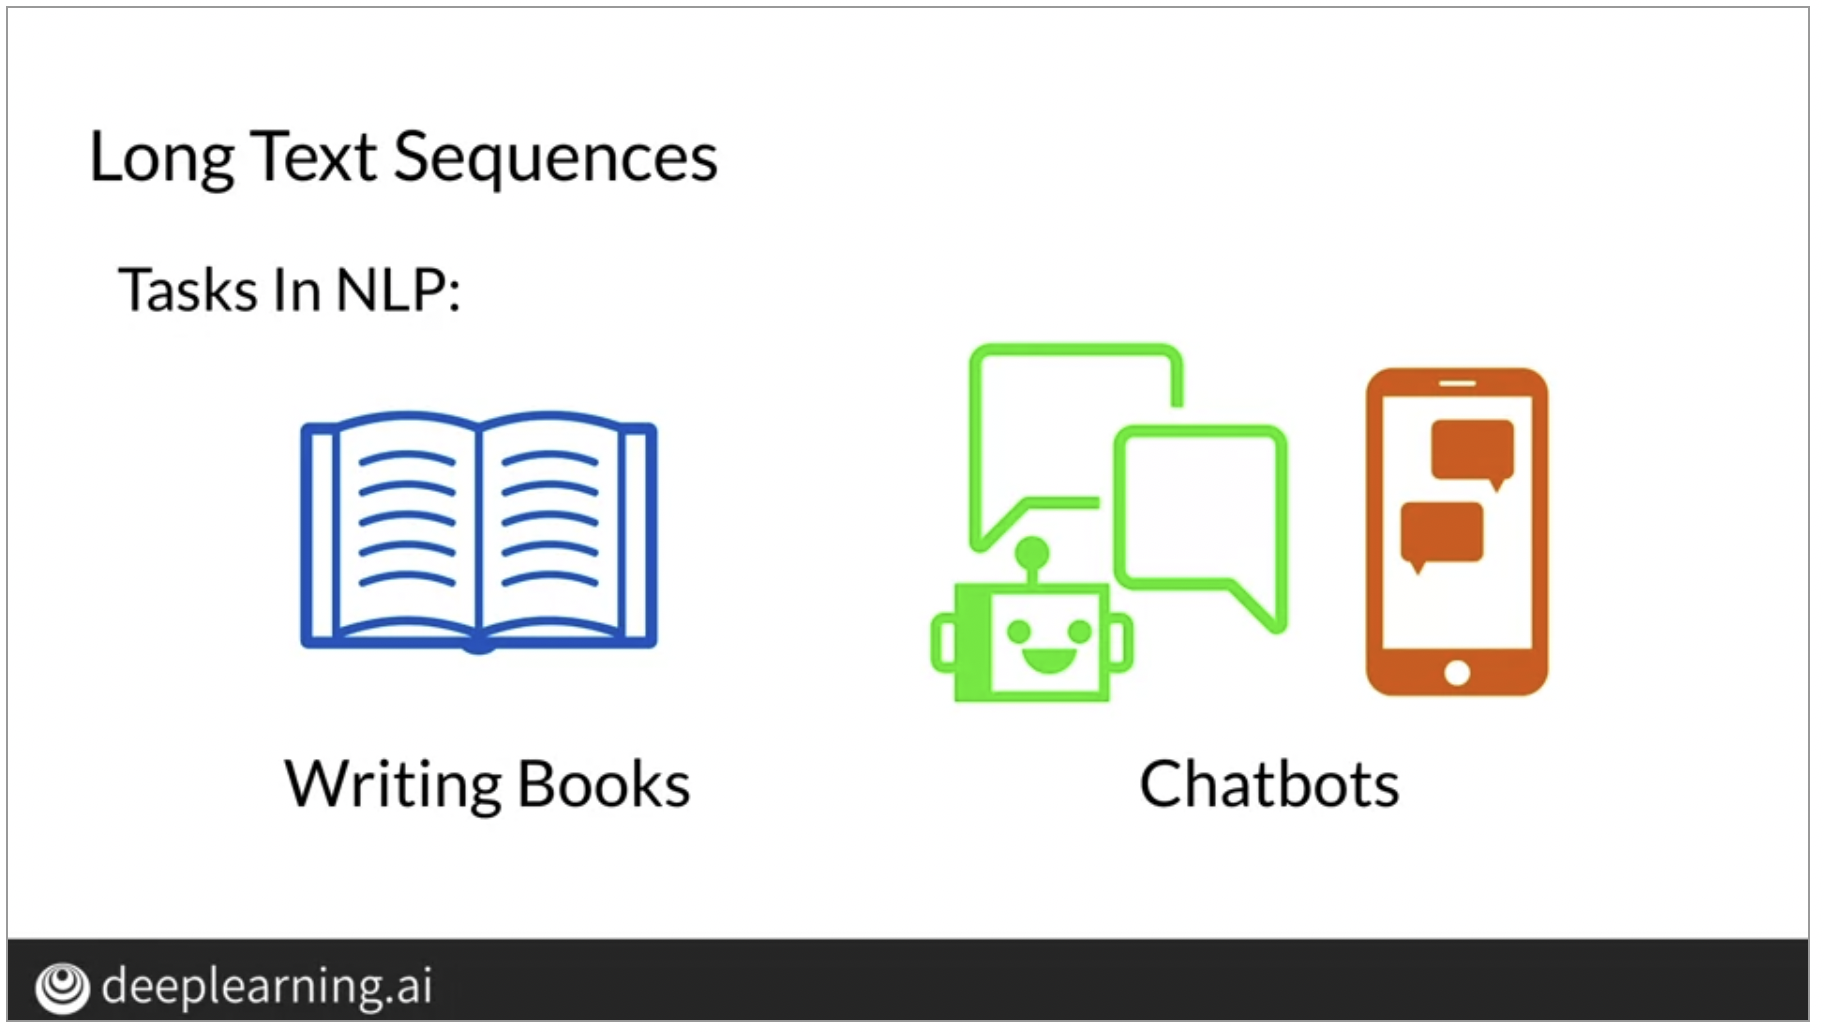 Long Text Sequences
Tasks In NLP:
Writing Books
Chatbots
deeplearning.ai